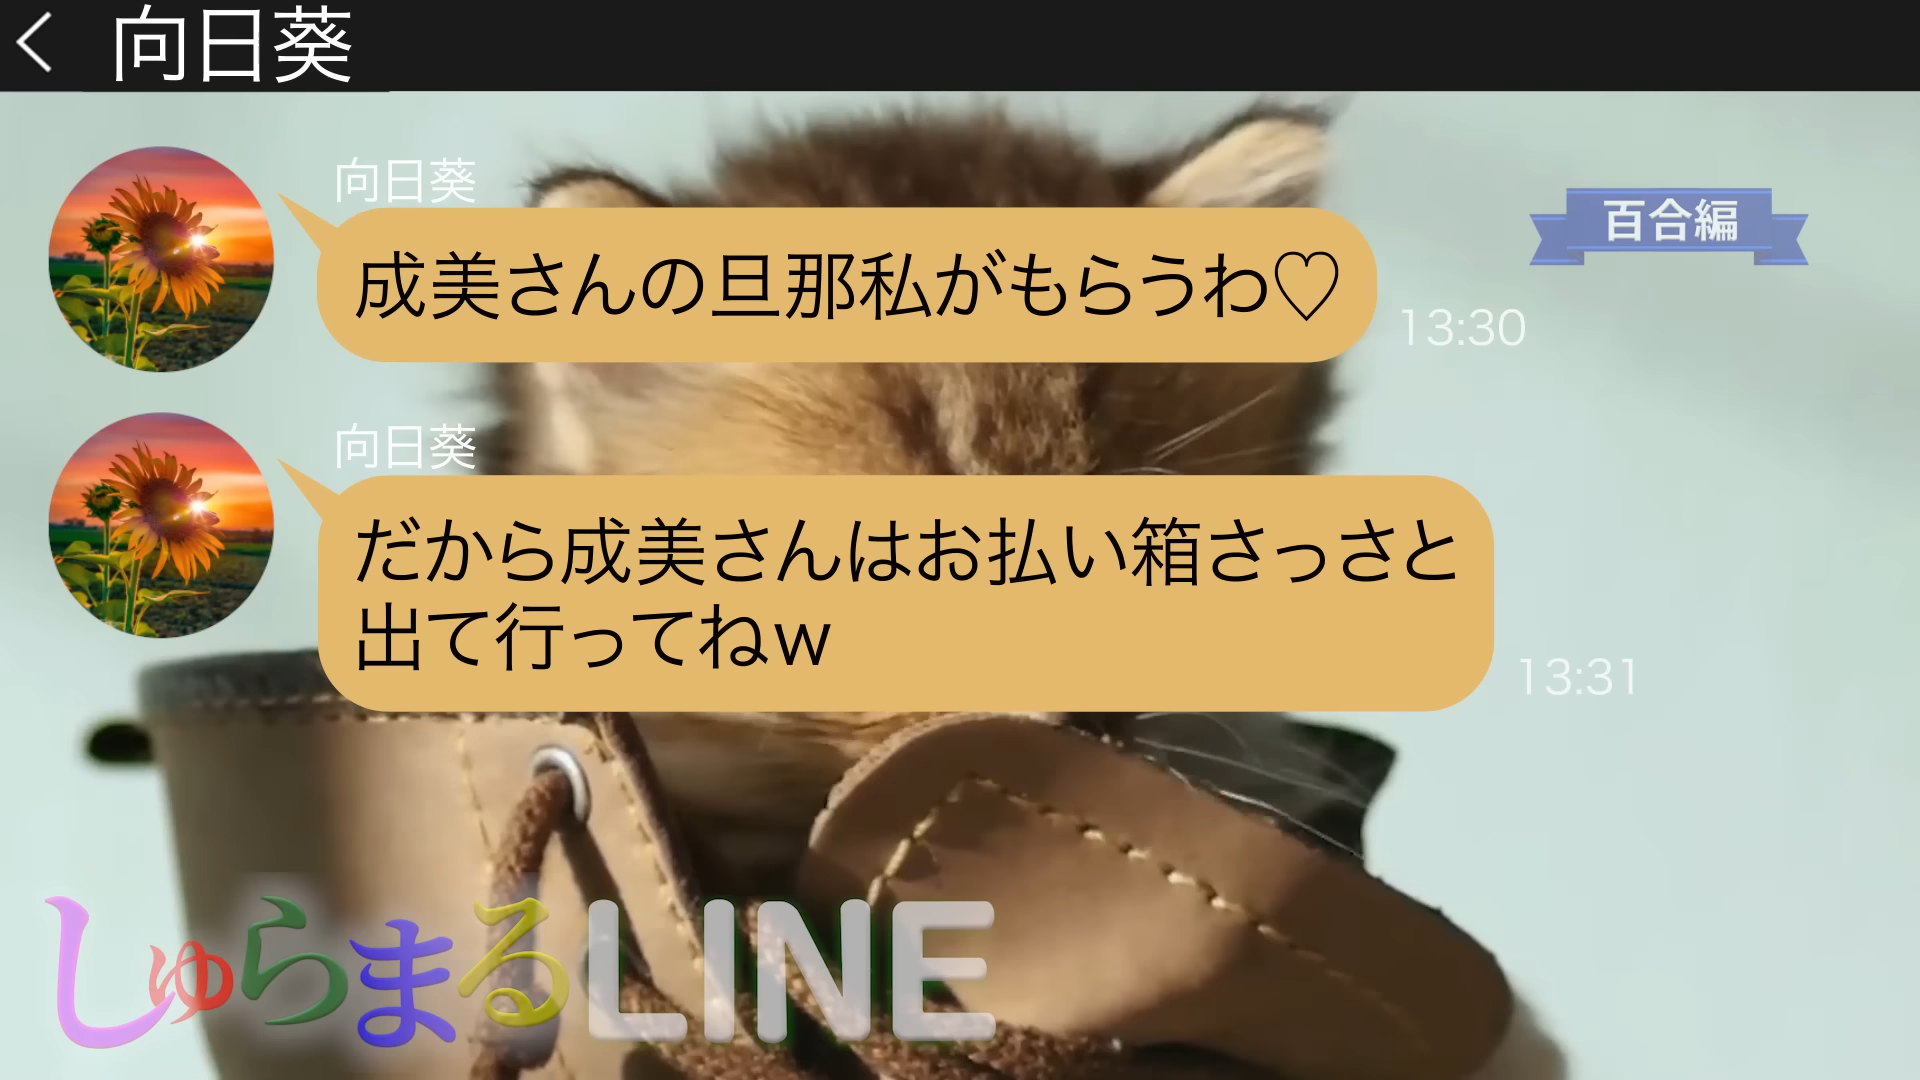 向日葵
向日葵
百合編
成美さんの旦那私がもらうわ♡
13:30
向日葵
だから成美さんはお払い箱さっさと
出て行ってねw
13:31
しゅらまるLINE